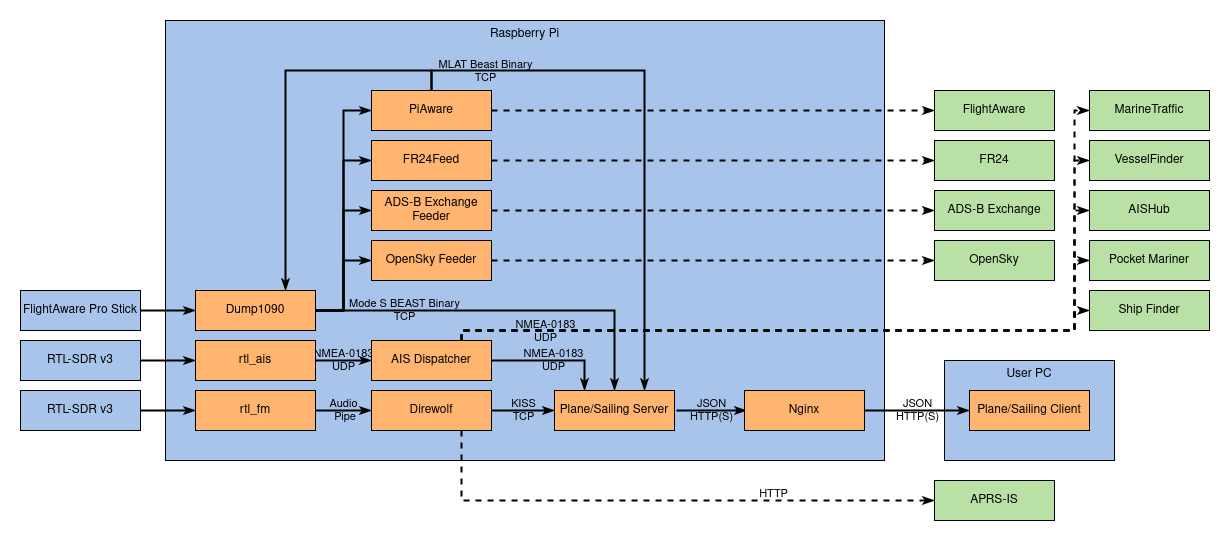 Raspberry Pi
MLAT Beast Binary
TCP
PiAware
FlightAware
MarineTraffic
FR24Feed
FR24
VesselFinder
ADS-B Exchange
Feeder
ADS-B Exchange
AISHub
OpenSky Feeder
OpenSky
Pocket Mariner
FlightAware Pro Stick
Dump1090
Mode S BEAST Binary
TCP
Ship Finder
NMEA-0183
UDP
RTL-SDR v3
rtl_ais
NMEA-0183
UDP
AIS Dispatcher
NMEA-0183
UDP
User PC
RTL-SDR v3
rtl_fm
Audio
Pipe
Direwolf
KISS
TCP
Plane/Sailing Server
JSON
HTTP(S)
Nginx
JSON
HTTP(S)
Plane/Sailing Client
HTTP
APRS-IS